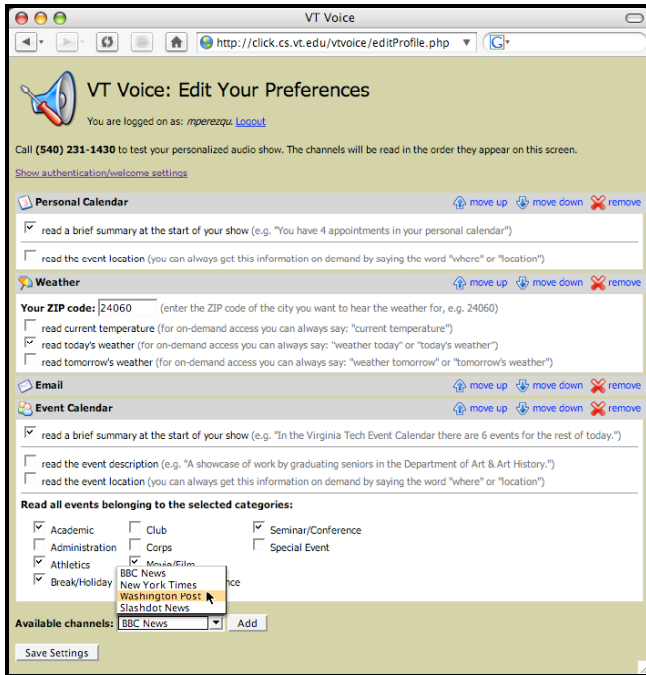 VT Voice
http://click.cs.vt.edu/vtvoice/editProfile.php
G
VT Voice: Edit Your Preferences
You are logged on as: mperezqu. Logout
Call (540) 231-1430 to test your personalized audio show. The channels will be read in the order they appear on this screen.
Show authentication/welcome settings
Personal Calendar move up move down remove
read a brief summary at the start of your show (e.g. "You have 4 appointments in your personal calendar")
read the event location (you can always get this information on demand by saying the word "where" or "location")
Weather move up move down remove
Your ZIP code: 24060 (enter the ZIP code of the city you want to hear the weather for, e.g. 24060)
read current temperature (for on-demand access you can always say: "current temperature")
read today's weather (for on-demand access you can always say: "weather today" or "today's weather")
read tomorrow's weather (for on-demand access you can always say: "weather tomorrow" or "tomorrow's weather")
Email move up move down remove
Event Calendar move up move down remove
read a brief summary at the start of your show (e.g. "In the Virginia Tech Event Calendar there are 6 events for the rest of today.")
read the event description (e.g. "A showcase of work by graduating seniors in the Department of Art & Art History.")
read the event location (you can always get this information on demand by saying the word "where" or "location")
Read all events belonging to the selected categories:
Academic Club Seminar/Conference
Administration Corps Special Event
Athletics Movie/Film
Break/Holiday nce
BBC News
New York Times
Washington Post
Slashdot News
Available channels: BBC News Add
Save Settings